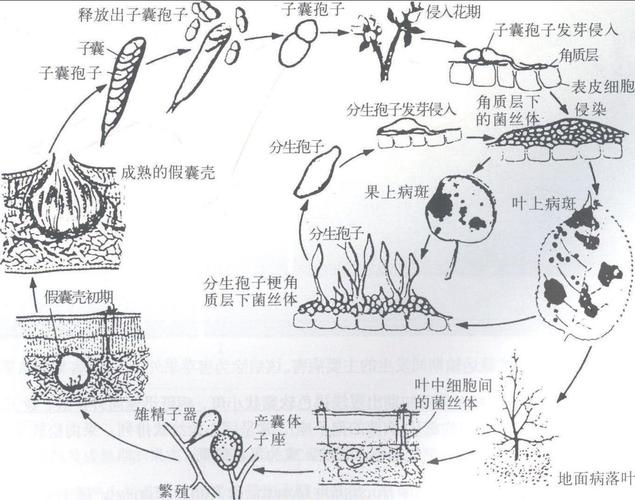 释放出子囊孢子
子囊孢子
侵入花期
子囊孢子发芽侵入
子囊
子囊孢子
角质层
表皮细胞
分生孢子发芽侵入
角质层下
的菌丝体
侵染
分生孢子
成熟的假囊壳
果上病斑
叶上病斑
分生孢子
分生孢子梗角
质层下菌丝体
假囊壳初期
叶中细胞间
的菌丝体
雄精子器
产囊体
子座
繁殖
地面病落叶